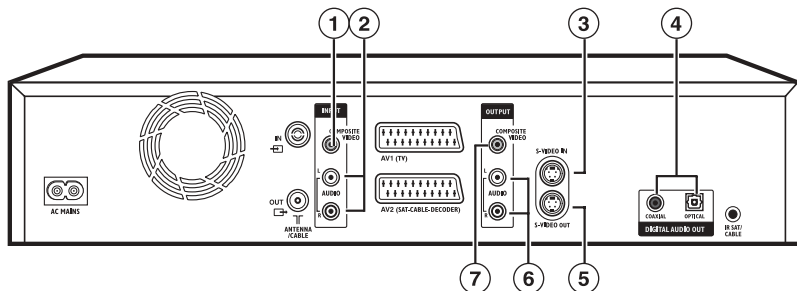 1
2
3
4
INPUT
OUTPUT
COMPOSITE
VIDEO
COMPOSITE
VIDEO
IN
S-VIDEO IN
AV1 (TV)
L
AUDIO
R
L
AUDIO
R
AC MAINS
OUT
ANTENNA
/CABLE
AV2 (SAT-CABLE-DECODER)
S-VIDEO OUT
COAXIAL
OPTICAL
DIGITAL AUDIO OUT
IR SAT/
CABLE
7
6
5